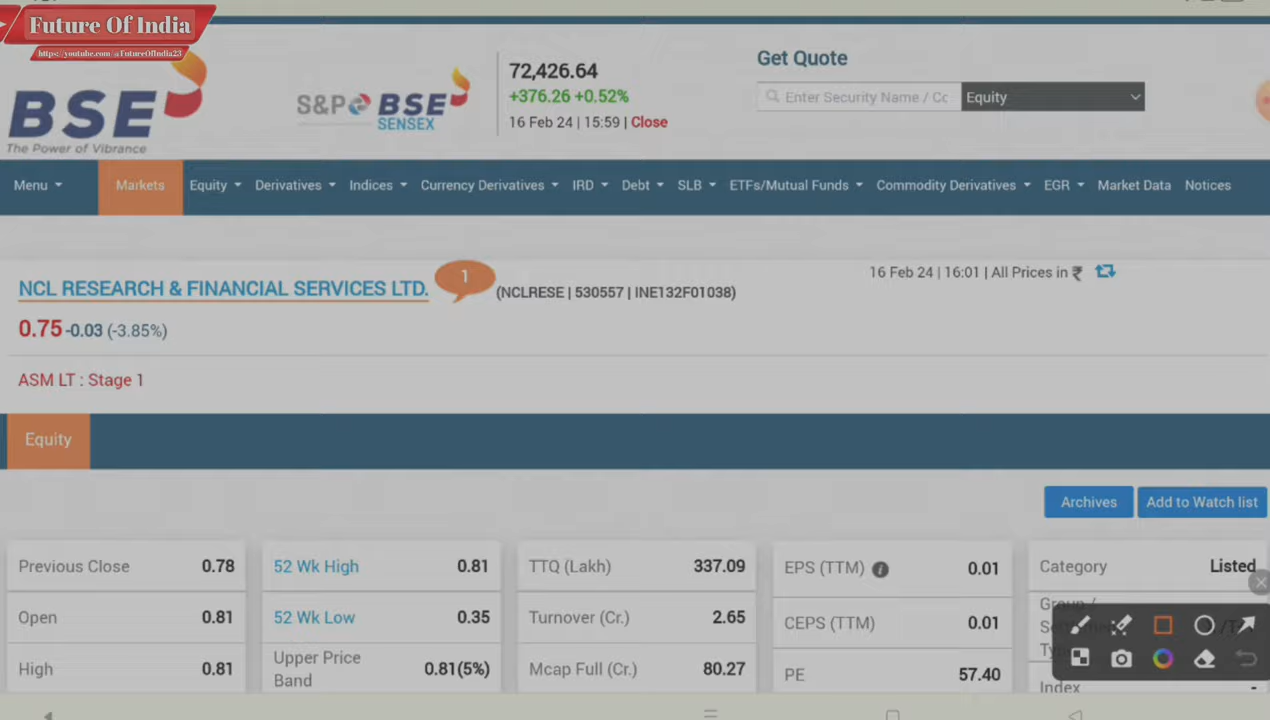 Future Of India
https://youtube.com/@FutureOfIndia23
BSE
The Power of Vibrance
S&P BSE
SENSEX
72,426.64
+376.26 +0.52%
16 Feb 24 | 15:59 | Close
Get Quote
Enter Security Name / Cc
Equity
Menu Markets Equity Derivatives Indices Currency Derivatives IRD Debt SLB ETFs/Mutual Funds Commodity Derivatives EGR Market Data Notices
NCL RESEARCH & FINANCIAL SERVICES LTD. 1 (NCLRESE | 530557 | INE132F01038)
16 Feb 24 | 16:01 | All Prices in ₹
0.75 -0.03 (-3.85%)
ASM LT : Stage 1
Equity
Archives Add to Watch list
Previous Close 0.78
Open 0.81
High 0.81
52 Wk High 0.81
52 Wk Low 0.35
Upper Price
Band 0.81(5%)
TTQ (Lakh) 337.09
Turnover (Cr.) 2.65
Mcap Full (Cr.) 80.27
EPS (TTM) 0.01
CEPS (TTM) 0.01
PE 57.40
Category Listed
Group /
Index -